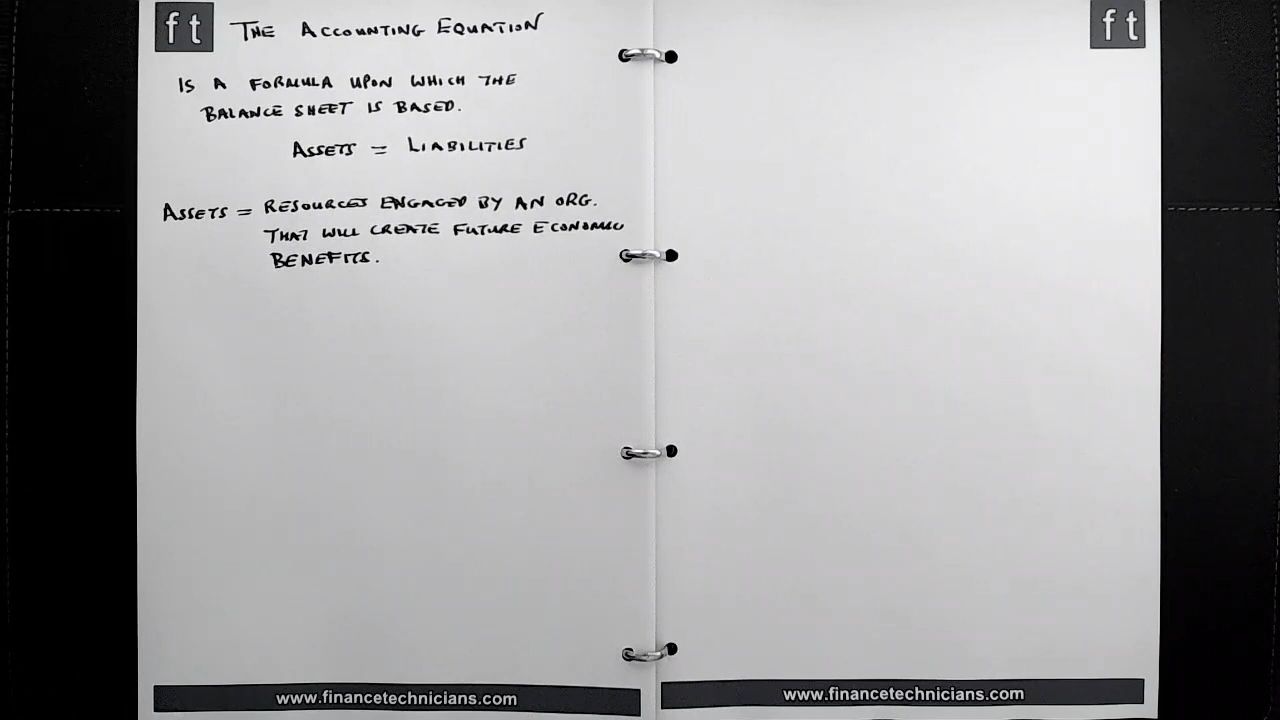 ft THE ACCOUNTING EQUATION
IS A FORMULA UPON WHICH THE
BALANCE SHEET IS BASED.
ASSETS = LIABILITIES
ASSETS = RESOURCES ENGAGED BY AN ORG.
THAT WILL CREATE FUTURE ECONOMIC
BENEFITS.
www.financetechnicians.com
ft
www.financetechnicians.com